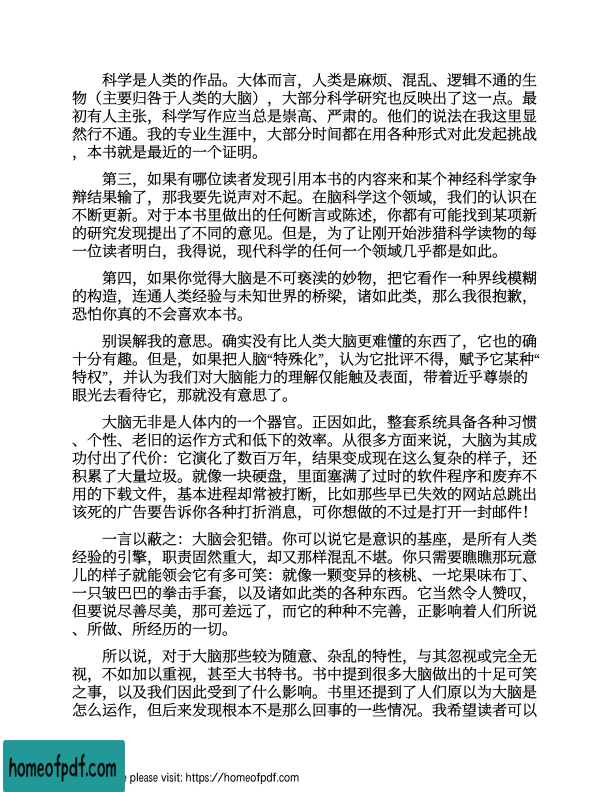 科学是人类的作品。大体而言，人类是麻烦、混乱、逻辑不通的生
物（主要归咎于人类的大脑），大部分科学研究也反映出了这一点。最
初有人主张，科学写作应当总是崇高、严肃的。他们的说法在我这里显
然行不通。我的专业生涯中，大部分时间都在用各种形式对此发起挑战
，本书就是最近的一个证明。
第三，如果有哪位读者发现引用本书的内容来和某个神经科学家争
辩结果输了，那我要先说声对不起。在脑科学这个领域，我们的认识在
不断更新。对于本书里做出的任何断言或陈述，你都有可能找到某项新
的研究发现提出了不同的意见。但是，为了让刚开始涉猎科学读物的每
一位读者明白，我得说，现代科学的任何一个领域几乎都是如此。
第四，如果你觉得大脑是不可亵渎的妙物，把它看作一种界线模糊
的构造，连通人类经验与未知世界的桥梁，诸如此类，那么我很抱歉，
恐怕你真的不会喜欢本书。
别误解我的意思。确实没有比人类大脑更难懂的东西了，它也的确
十分有趣。但是，如果把人脑“特殊化”，认为它批评不得，赋予它某种“
特权”，并认为我们对大脑能力的理解仅能触及表面，带着近乎尊崇的
眼光去看待它，那就没有意思了。
大脑无非是人体内的一个器官。正因如此，整套系统具备各种习惯
、个性、老旧的运作方式和低下的效率。从很多方面来说，大脑为其成
功付出了代价：它演化了数百万年，结果变成现在这么复杂的样子，还
积累了大量垃圾。就像一块硬盘，里面塞满了过时的软件程序和废弃不
用的下载文件，基本进程却常被打断，比如那些早已失效的网站总跳出
该死的广告要告诉你各种打折消息，可你想做的不过是打开一封邮件！
一言以蔽之：大脑会犯错。你可以说它是意识的基座，是所有人类
经验的引擎，职责固然重大，却又那样混乱不堪。你只需要瞧瞧那玩意
儿的样子就能领会它有多可笑：就像一颗变异的核桃、一坨果味布丁、
一只皱巴巴的拳击手套，以及诸如此类的各种东西。它当然令人赞叹，
但要说尽善尽美，那可差远了，而它的种种不完善，正影响着人们所说
、所做、所经历的一切。
所以说，对于大脑那些较为随意、杂乱的特性，与其忽视或完全无
视，不如加以重视，甚至大书特书。书中提到很多大脑做出的十足可笑
之事，以及我们因此受到了什么影响。书里还提到了人们原以为大脑是
怎么运作，但后来发现根本不是那么回事的一些情况。我希望读者可以
homeofpdf.com
e please visit: https://homeofpdf.com